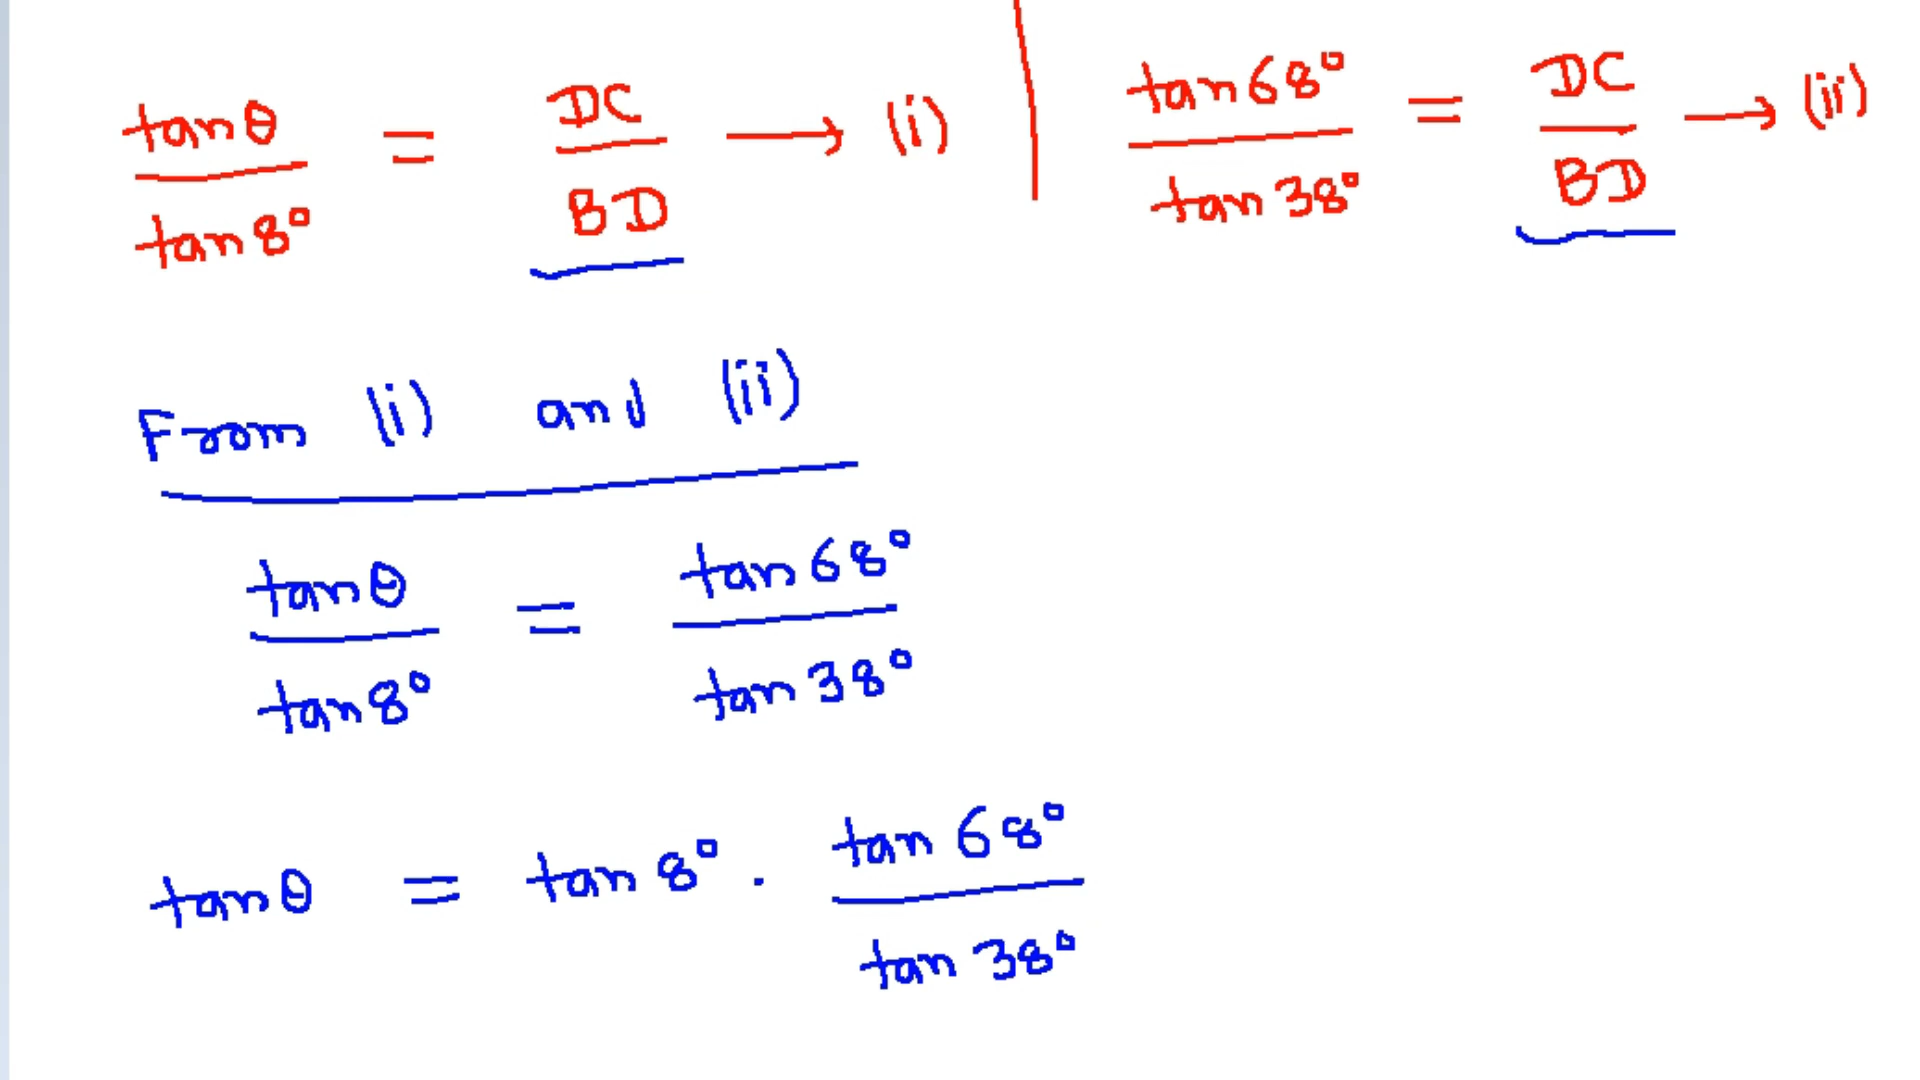 tanθ / tan8° = DC / BD → (i) | tan68° / tan38° = DC / BD → (ii)
From (i) and (ii)
tanθ / tan8° = tan68° / tan38°
tanθ = tan8° . tan68° / tan38°